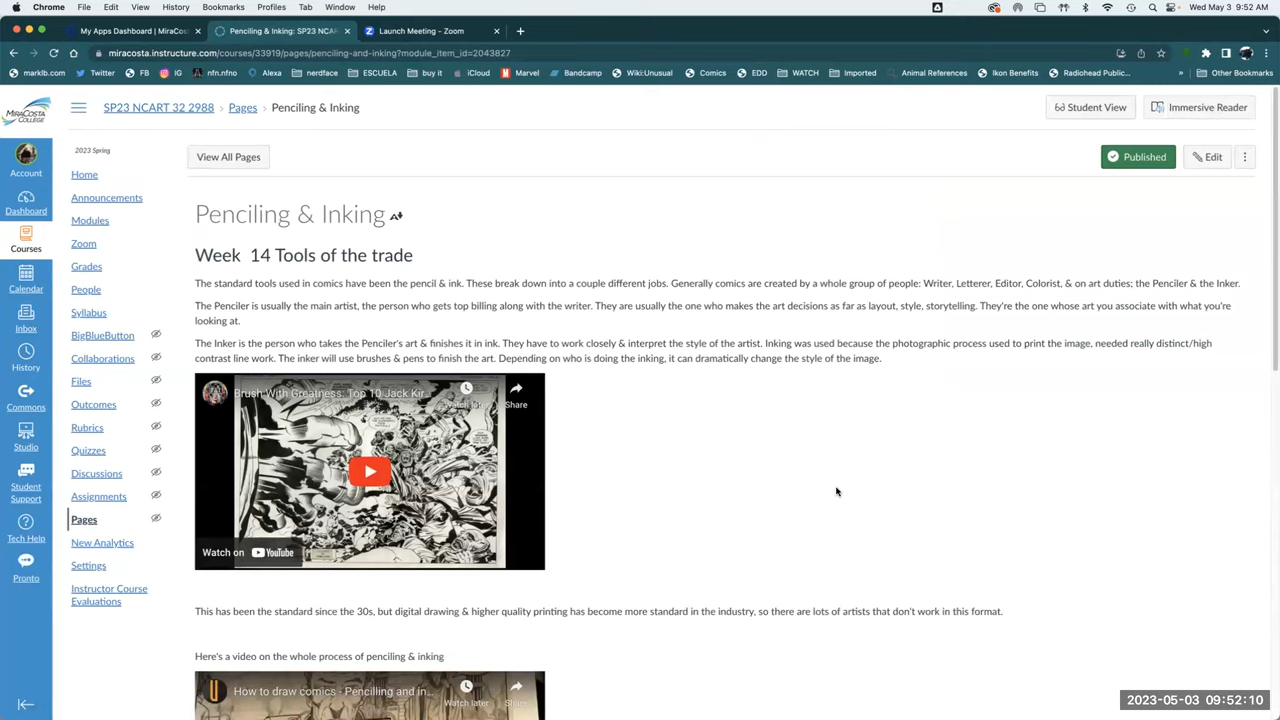 Chrome File Edit View History Bookmarks Profiles Tab Window Help
Wed May 3 9:52 AM
My Apps Dashboard | MiraCos
Penciling & Inking: SP23 NCAR
Launch Meeting - Zoom
miracosta.instructure.com/courses/33919/pages/penciling-and-inking?module_item_id=2043827
marklb.com Twitter FB IG nfn.nfno Alexa nerdface ESCUELA buy it iCloud Marvel Bandcamp Wiki:Unusual Comics EDD WATCH Imported Animal References Ikon Benefits Radiohead Public... » Other Bookmarks
MIRACOSTA COLLEGE
SP23 NCART 32 2988 › Pages › Penciling & Inking
Student View
Immersive Reader
Account
Dashboard
Courses
Calendar
Inbox
History
Commons
Studio
Student Support
Tech Help
Pronto
2023 Spring
Home
Announcements
Modules
Zoom
Grades
People
Syllabus
BigBlueButton
Collaborations
Files
Outcomes
Rubrics
Quizzes
Discussions
Assignments
Pages
New Analytics
Settings
Instructor Course
Evaluations
View All Pages
Published
Edit
Penciling & Inking
Week 14 Tools of the trade
The standard tools used in comics have been the pencil & ink. These break down into a couple different jobs. Generally comics are created by a whole group of people: Writer, Letterer, Editor, Colorist, & on art duties; the Penciler & the Inker.
The Penciler is usually the main artist, the person who gets top billing along with the writer. They are usually the one who makes the art decisions as far as layout, style, storytelling. They're the one whose art you associate with what you're
looking at.
The Inker is the person who takes the Penciler's art & finishes it in ink. They have to work closely & interpret the style of the artist. Inking was used because the photographic process used to print the image, needed really distinct/high
contrast line work. The inker will use brushes & pens to finish the art. Depending on who is doing the inking, it can dramatically change the style of the image.
Brush With Greatness: Top 10 Jack Kir...
Watch later
Share
Watch on YouTube
This has been the standard since the 30s, but digital drawing & higher quality printing has become more standard in the industry, so there are lots of artists that don't work in this format.
Here's a video on the whole process of penciling & inking
How to draw comics - Pencilling and in...
Watch later
Share
2023-05-03 09:52:10